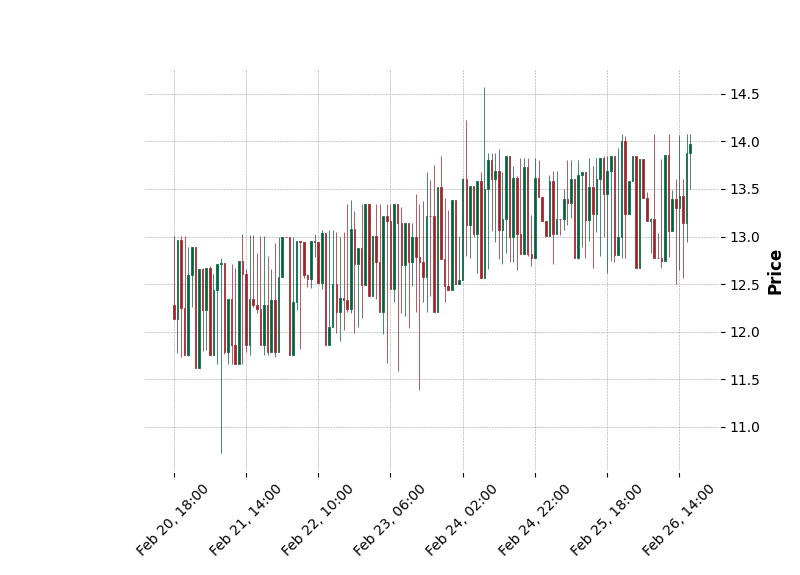 14.5
14.0
13.5
13.0
12.5
12.0
11.5
11.0
Price
Feb 20, 18:00
Feb 21, 14:00
Feb 22, 10:00
Feb 23, 06:00
Feb 24, 02:00
Feb 24, 22:00
Feb 25, 18:00
Feb 26, 14:00